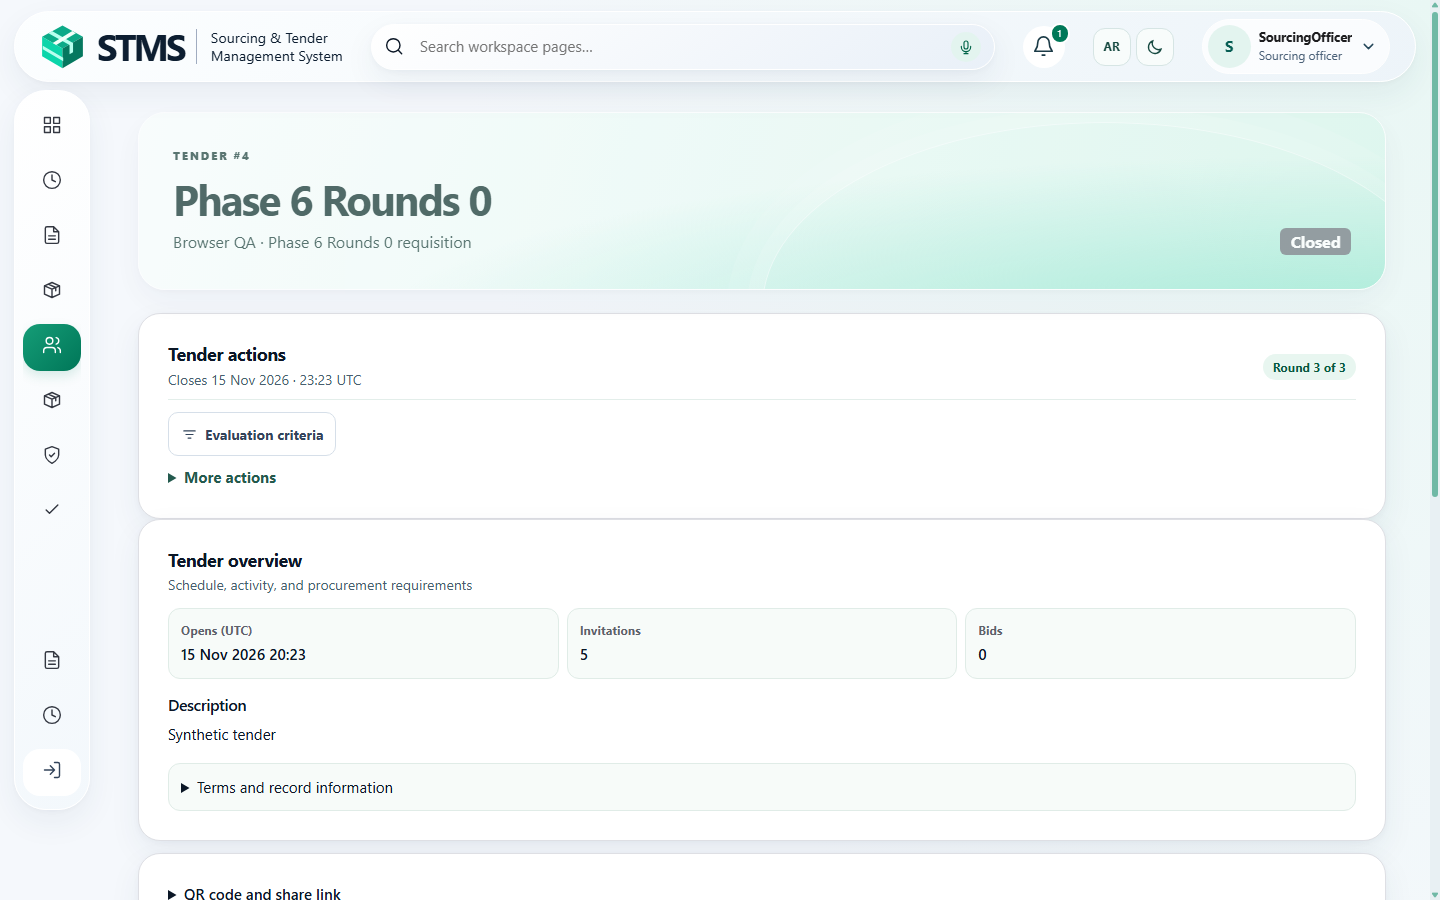 STMS
Sourcing & Tender
Management System
Search workspace pages...
1
AR
S
SourcingOfficer
Sourcing officer
TENDER #4
Phase 6 Rounds 0
Browser QA · Phase 6 Rounds 0 requisition
Closed
Tender actions
Closes 15 Nov 2026 · 23:23 UTC
Round 3 of 3
Evaluation criteria
More actions
Tender overview
Schedule, activity, and procurement requirements
Opens (UTC)
15 Nov 2026 20:23
Invitations
5
Bids
0
Description
Synthetic tender
Terms and record information
QR code and share link